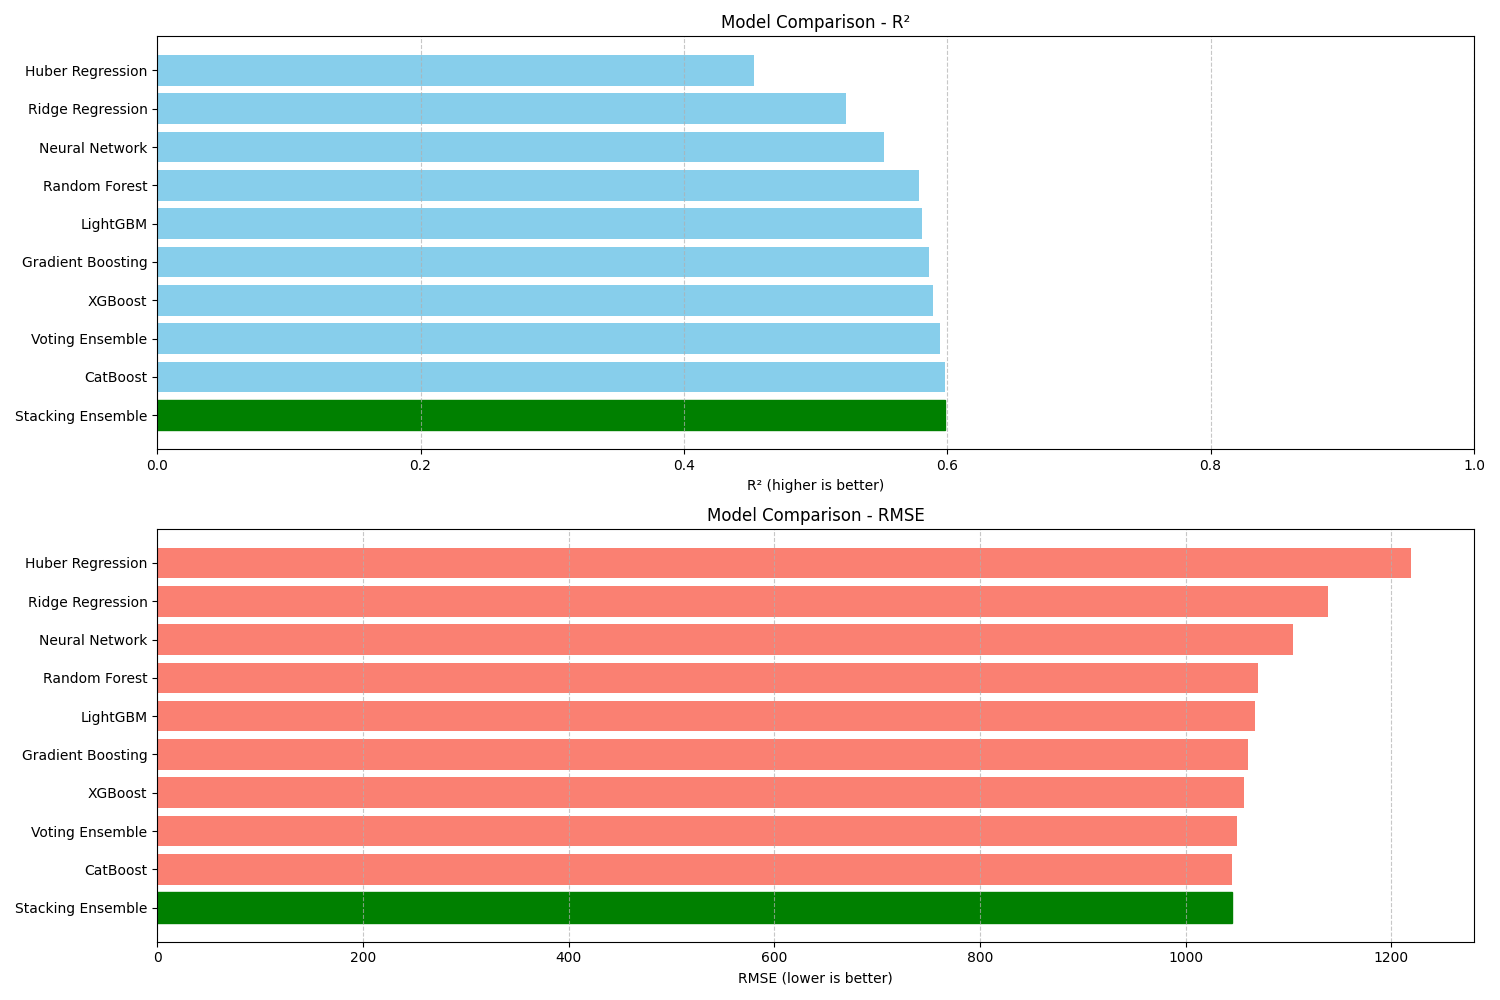 Model Comparison - R²
Huber Regression
Ridge Regression
Neural Network
Random Forest
LightGBM
Gradient Boosting
XGBoost
Voting Ensemble
CatBoost
Stacking Ensemble
0.0 0.2 0.4 0.6 0.8 1.0
R² (higher is better)
Model Comparison - RMSE
Huber Regression
Ridge Regression
Neural Network
Random Forest
LightGBM
Gradient Boosting
XGBoost
Voting Ensemble
CatBoost
Stacking Ensemble
0 200 400 600 800 1000 1200
RMSE (lower is better)